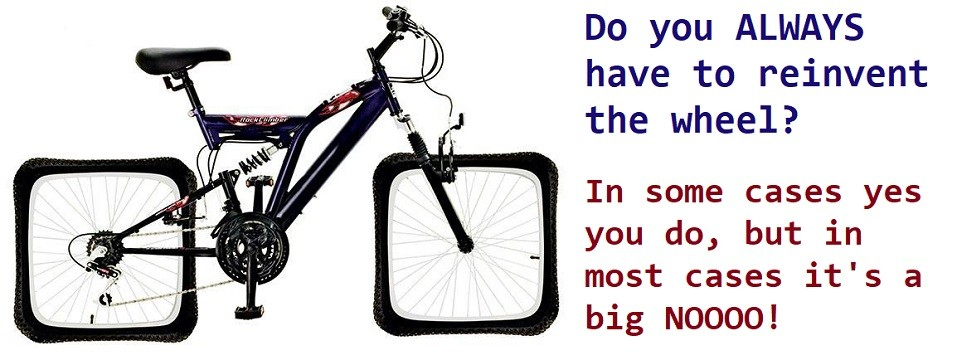 RockClimber
Do you ALWAYS
have to reinvent
the wheel?
In some cases yes
you do, but in
most cases it's a
big NOOOO!